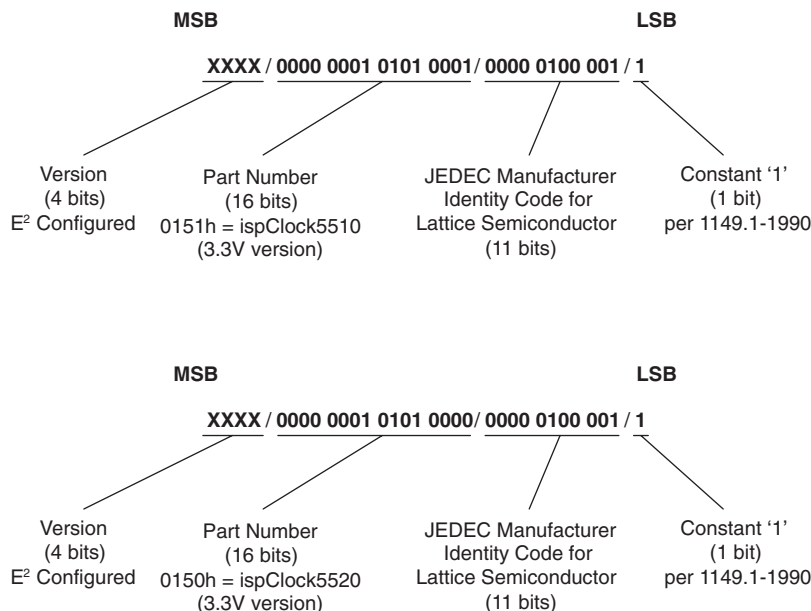 MSB LSB
XXXX / 0000 0001 0101 0001 / 0000 0100 001 / 1
Version
(4 bits)
E² Configured
Part Number
(16 bits)
0151h = ispClock5510
(3.3V version)
JEDEC Manufacturer
Identity Code for
Lattice Semiconductor
(11 bits)
Constant ‘1’
(1 bit)
per 1149.1-1990
MSB LSB
XXXX / 0000 0001 0101 0000 / 0000 0100 001 / 1
Version
(4 bits)
E² Configured
Part Number
(16 bits)
0150h = ispClock5520
(3.3V version)
JEDEC Manufacturer
Identity Code for
Lattice Semiconductor
(11 bits)
Constant ‘1’
(1 bit)
per 1149.1-1990